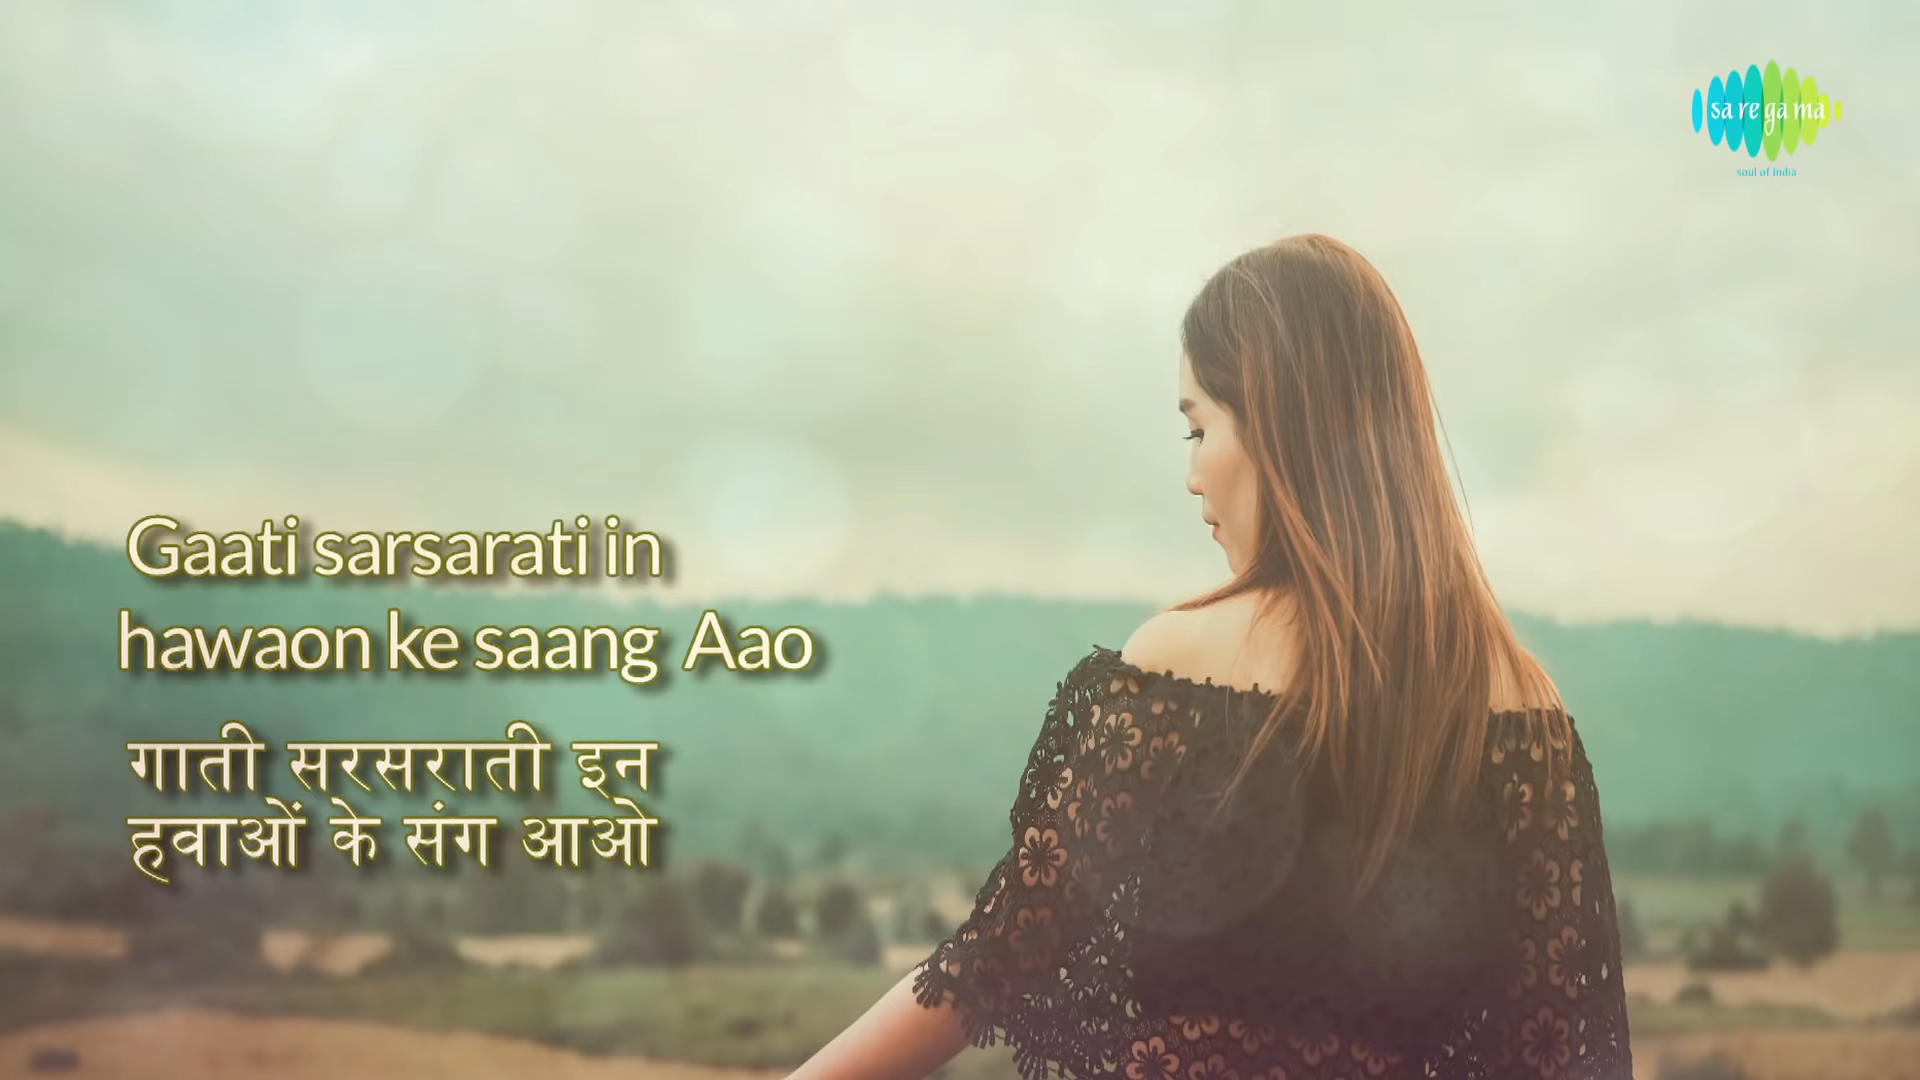 sa re ga ma
soul of india
Gaati sarsarati in
hawaon ke saang Aao
गाती सरसराती इन
हवाओं के संग आओ